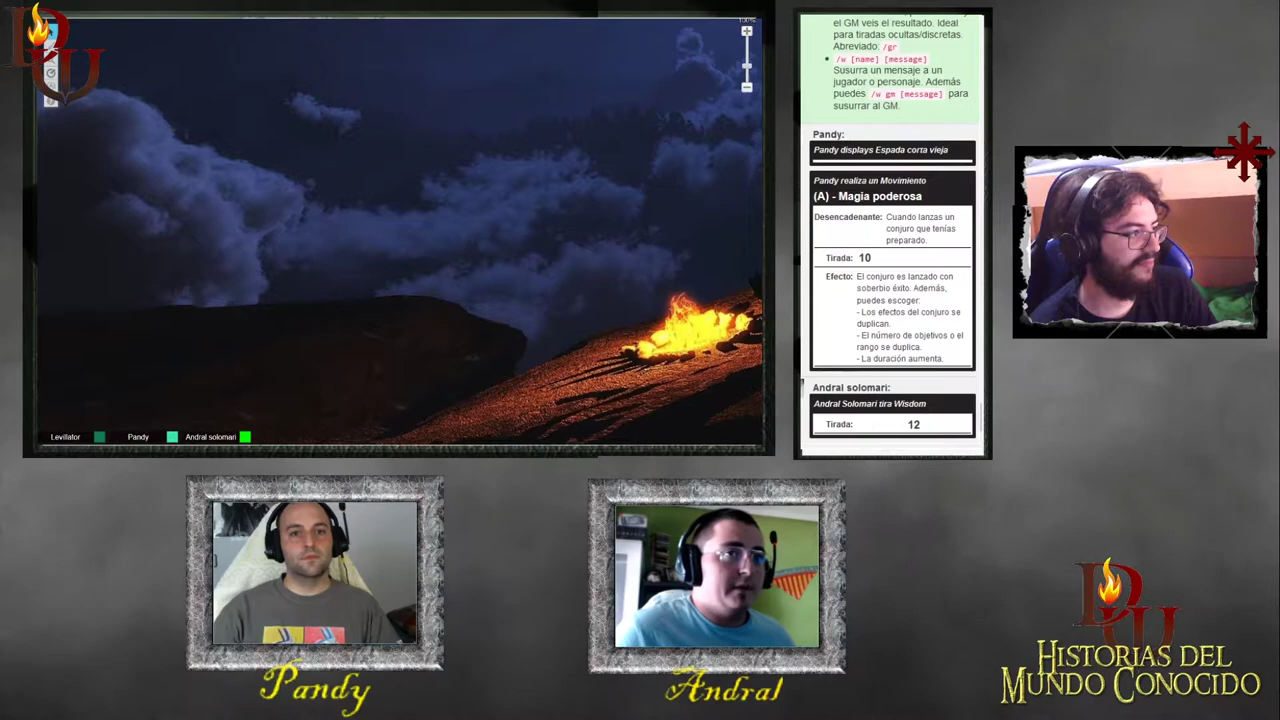 DU
100%
Levillator
Pandy
Andral solomari
el GM veis el resultado. Ideal
para tiradas ocultas/discretas.
Abreviado: /gr
• /w [name] [message]
Susurra un mensaje a un
jugador o personaje. Además
puedes /w gm [message] para
susurrar al GM.
Pandy:
Pandy displays Espada corta vieja
Pandy realiza un Movimiento
(A) - Magia poderosa
Desencadenante: Cuando lanzas un
conjuro que tenías
preparado.
Tirada: 10
Efecto: El conjuro es lanzado con
soberbio éxito. Además,
puedes escoger:
- Los efectos del conjuro se
duplican.
- El número de objetivos o el
rango se duplica.
- La duración aumenta.
Andral solomari:
Andral Solomari tira Wisdom
Tirada: 12
Pandy
Andral
DU
HISTORIAS DEL
MUNDO CONOCIDO